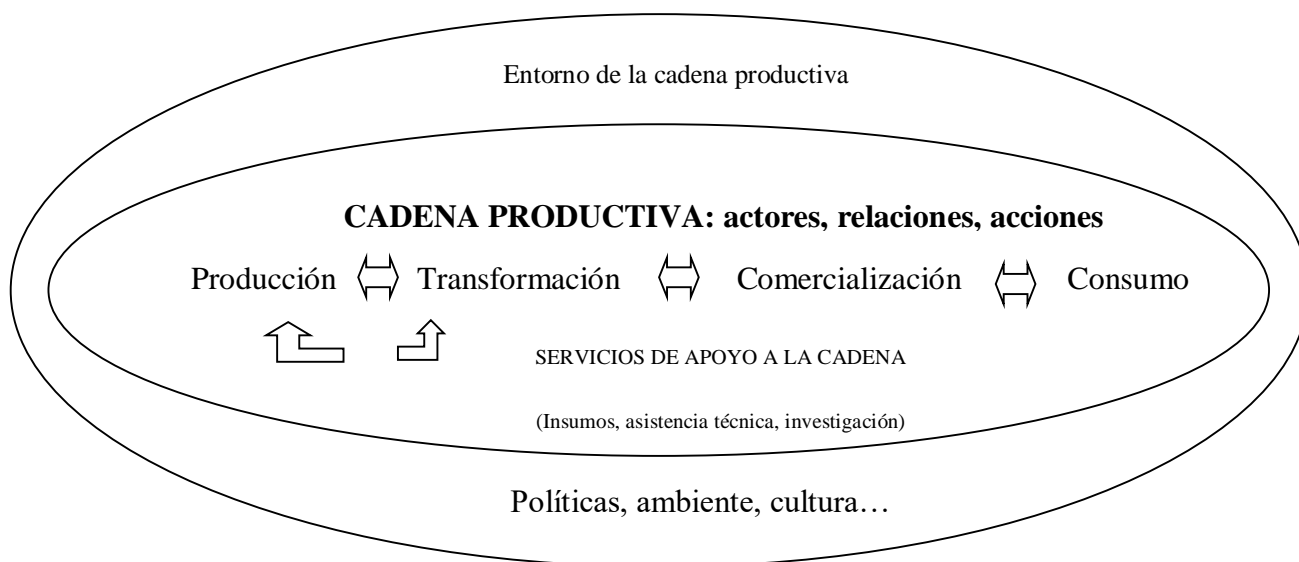 Entorno de la cadena productiva
CADENA PRODUCTIVA: actores, relaciones, acciones
Producción Transformación Comercialización Consumo
SERVICIOS DE APOYO A LA CADENA
(Insumos, asistencia técnica, investigación)
Políticas, ambiente, cultura…